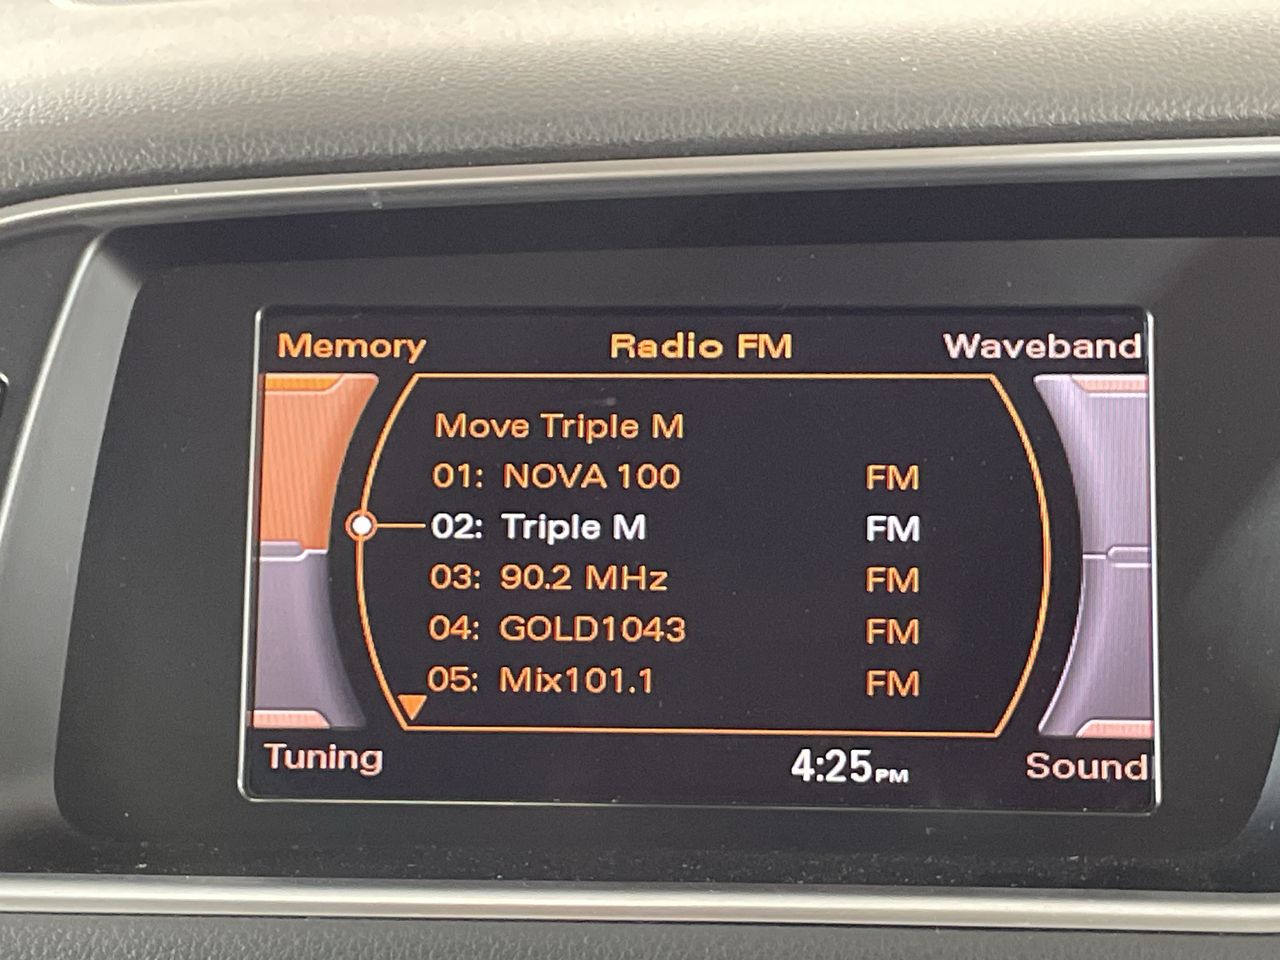 Memory Radio FM Waveband
Move Triple M
01: NOVA 100 FM
02: Triple M FM
03: 90.2 MHz FM
04: GOLD1043 FM
05: Mix101.1 FM
Tuning 4:25PM Sound